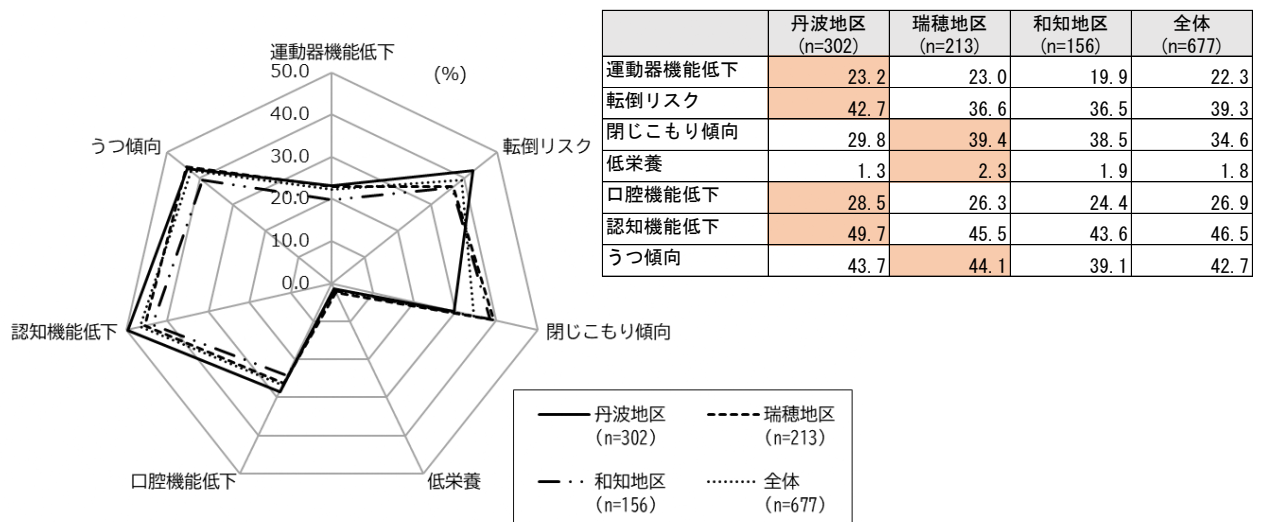 運動器機能低下
50.0
(%)
40.0
30.0
20.0
10.0
0.0
うつ傾向
転倒リスク
認知機能低下
閉じこもり傾向
口腔機能低下
低栄養
丹波地区 瑞穂地区 和知地区 全体
(n=302) (n=213) (n=156) (n=677)
運動器機能低下 23.2 23.0 19.9 22.3
転倒リスク 42.7 36.6 36.5 39.3
閉じこもり傾向 29.8 39.4 38.5 34.6
低栄養 1.3 2.3 1.9 1.8
口腔機能低下 28.5 26.3 24.4 26.9
認知機能低下 49.7 45.5 43.6 46.5
うつ傾向 43.7 44.1 39.1 42.7
丹波地区 瑞穂地区
(n=302) (n=213)
和知地区 全体
(n=156) (n=677)